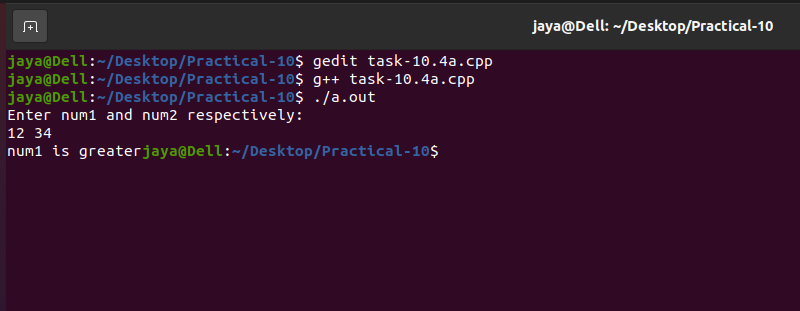 jaya@Dell: ~/Desktop/Practical-10
jaya@Dell:~/Desktop/Practical-10$ gedit task-10.4a.cpp
jaya@Dell:~/Desktop/Practical-10$ g++ task-10.4a.cpp
jaya@Dell:~/Desktop/Practical-10$ ./a.out
Enter num1 and num2 respectively:
12 34
num1 is greaterjaya@Dell:~/Desktop/Practical-10$